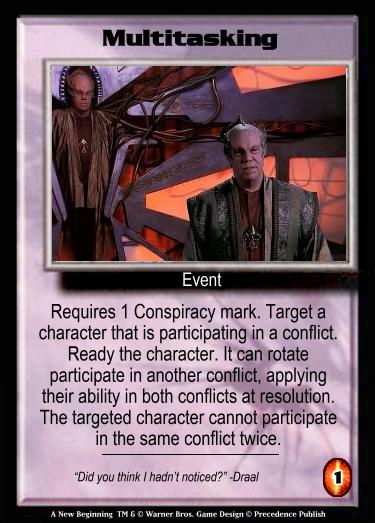 Multitasking
Event
Requires 1 Conspiracy mark. Target a
character that is participating in a conflict.
Ready the character. It can rotate
participate in another conflict, applying
their ability in both conflicts at resolution.
The targeted character cannot participate
in the same conflict twice.
"Did you think I hadn't noticed?" -Draal
1
A New Beginning TM & © Warner Bros. Game Design © Precedence Publish